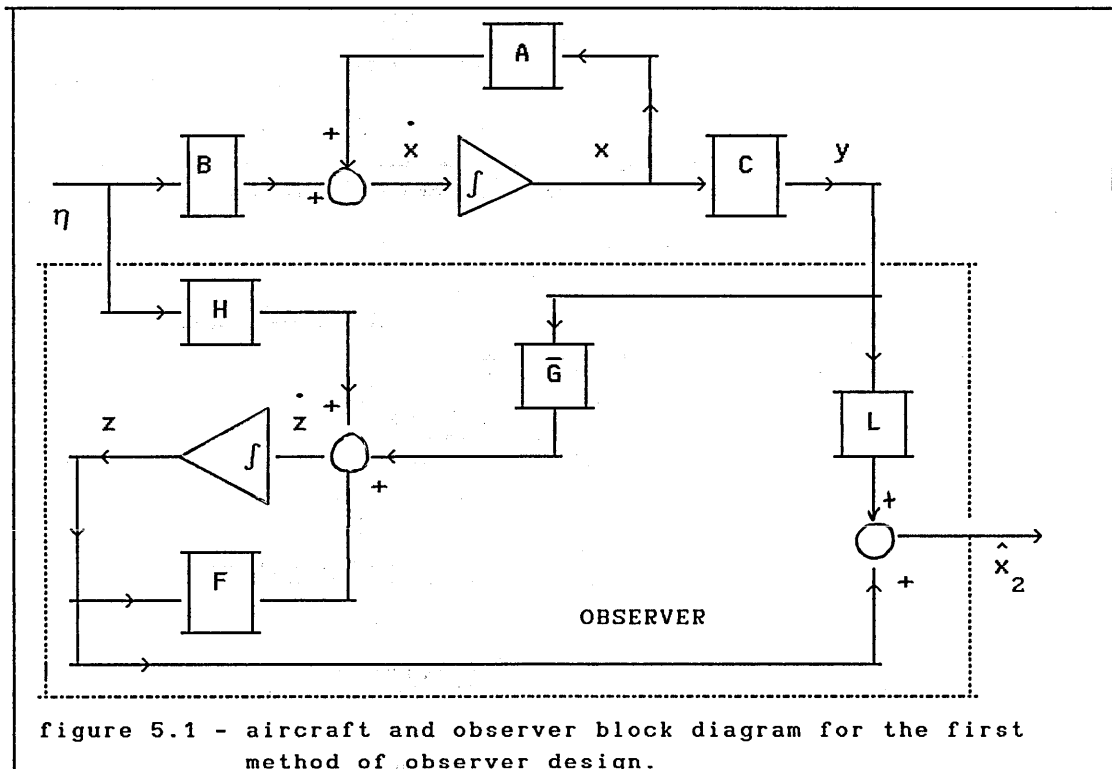 A
+
ẋ
x
y
B
+
∫
C
η
H
G̅
z
ż
+
L
∫
+
+
F
x̂₂
+
OBSERVER
figure 5.1 - aircraft and observer block diagram for the first
method of observer design.